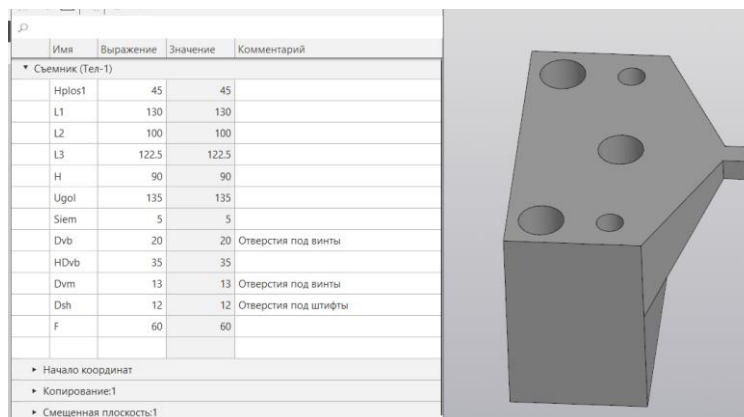 Имя Выражение Значение Комментарий
Съемник (Тел-1)
Hplos1 45 45
L1 130 130
L2 100 100
L3 122.5 122.5
H 90 90
Ugol 135 135
Siem 5 5
Dvb 20 20 Отверстия под винты
HDvb 35 35
Dvm 13 13 Отверстия под винты
Dsh 12 12 Отверстия под штифты
F 60 60
Начало координат
Копирование:1
Смещенная плоскость:1